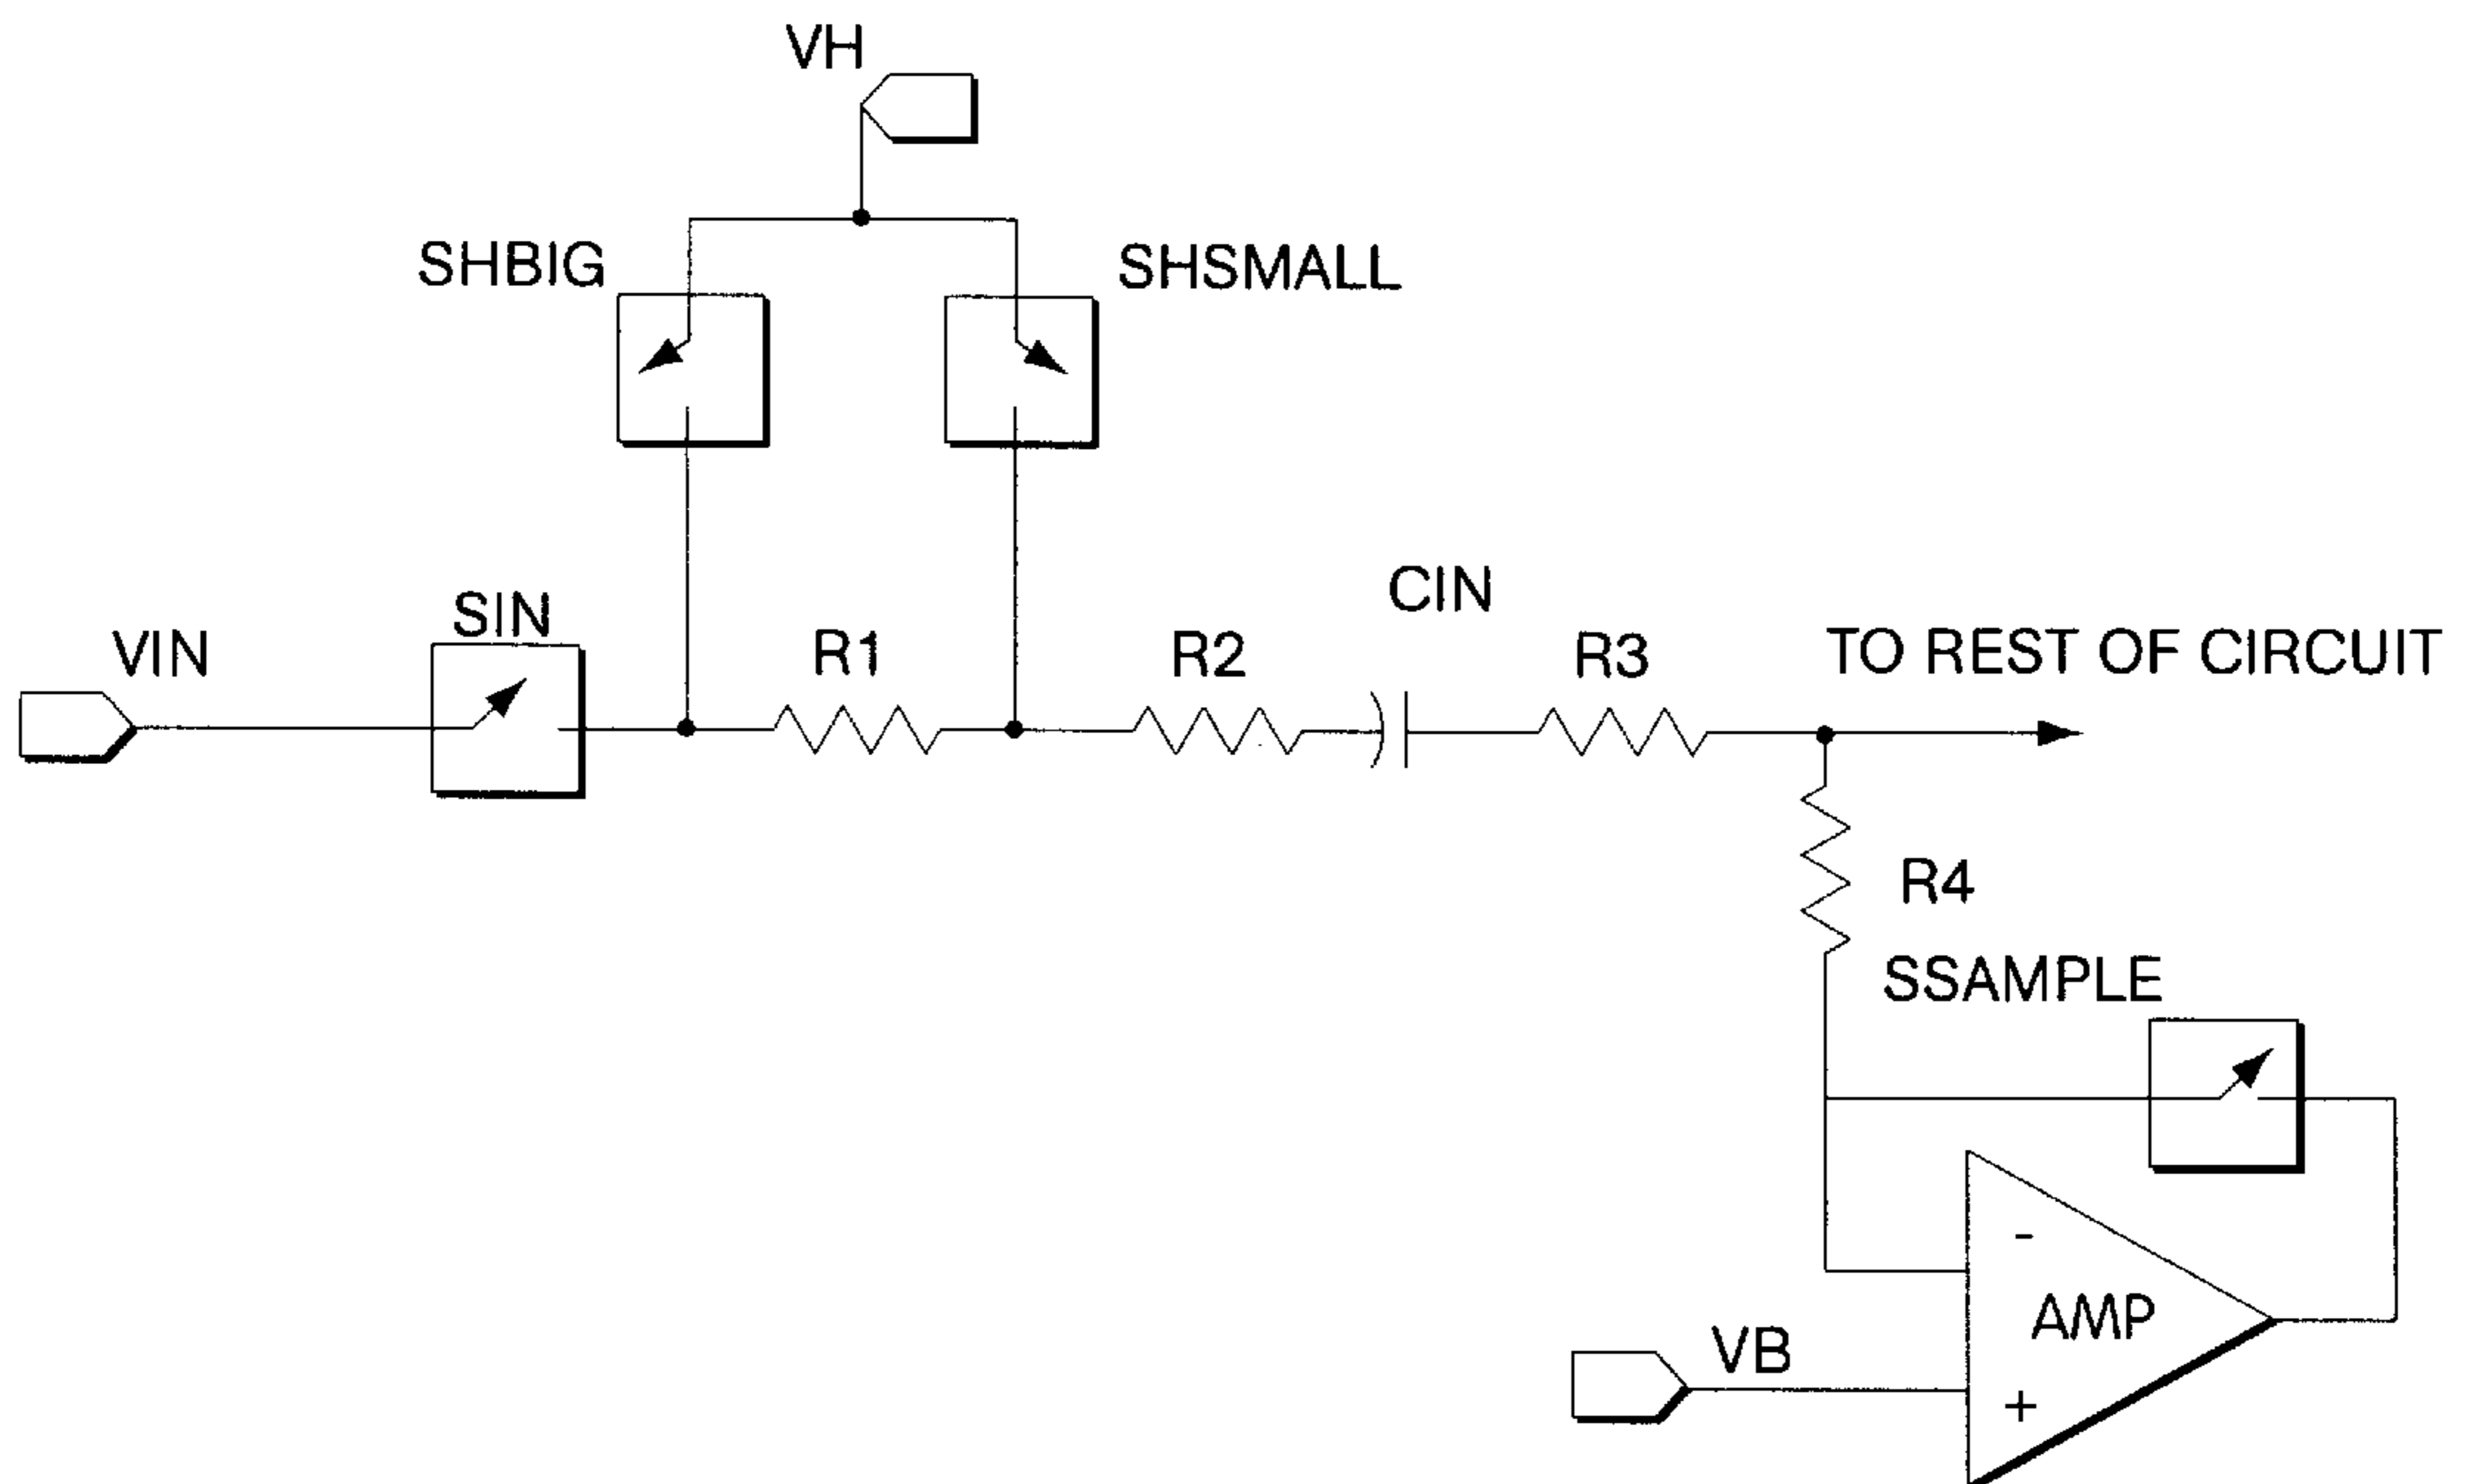 VH
SHBIG
SHSMALL
CIN
SIN
VIN
R1
R2
R3
TO REST OF CIRCUIT
R4
SSAMPLE
-
AMP
VB
+